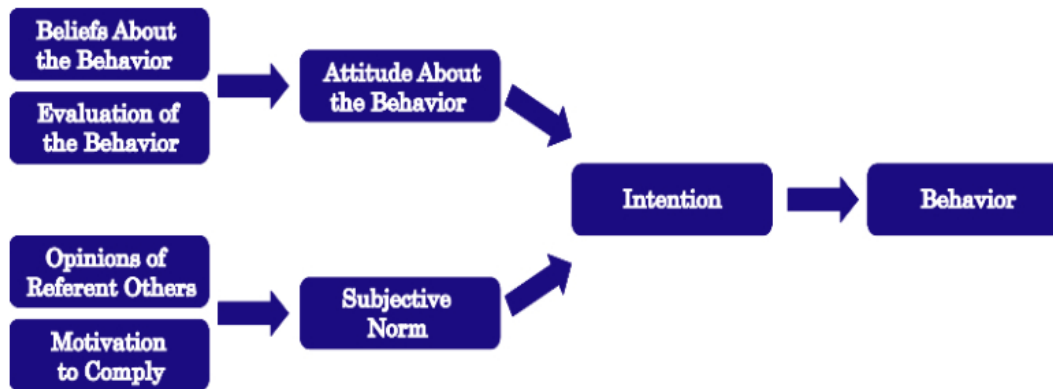 Beliefs About
the Behavior
Evaluation of
the Behavior
Attitude About
the Behavior
Opinions of
Referent Others
Motivation
to Comply
Subjective
Norm
Intention
Behavior